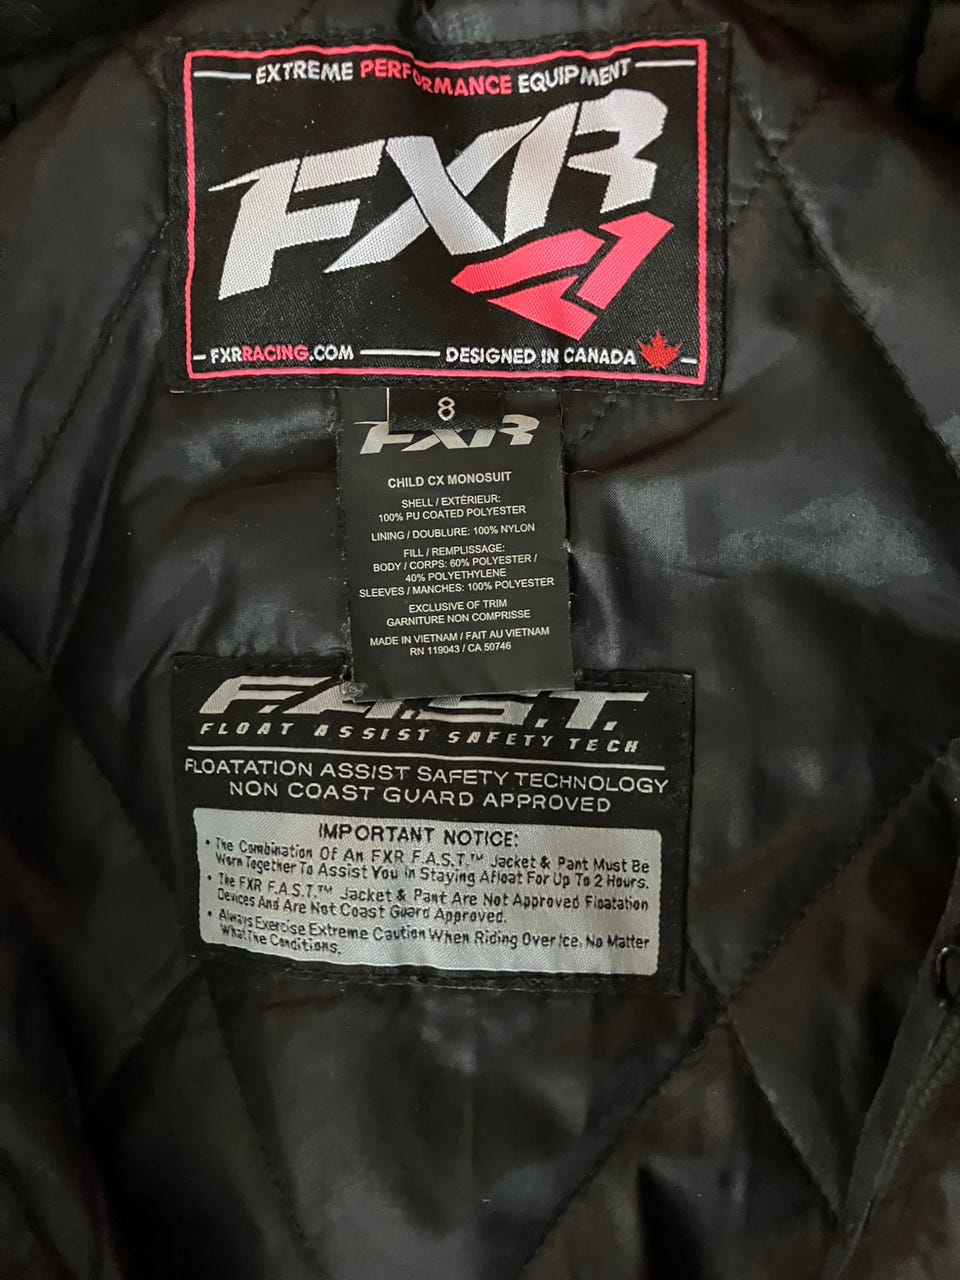 EXTREME PERFORMANCE EQUIPMENT
FXR
FXRRACING.COM
DESIGNED IN CANADA
8
FXR
CHILD CX MONOSUIT
SHELL / EXTÉRIEUR:
100% PU COATED POLYESTER
LINING / DOUBLURE: 100% NYLON
FILL / REMPLISSAGE:
BODY / CORPS: 60% POLYESTER /
40% POLYETHYLENE
SLEEVES / MANCHES: 100% POLYESTER
EXCLUSIVE OF TRIM
GARNITURE NON COMPRISSE
MADE IN VIETNAM / FAIT AU VIETNAM
RN 119043 / CA 50746
F.A.S.T.
FLOAT ASSIST SAFETY TECH
FLOATATION ASSIST SAFETY TECHNOLOGY
NON COAST GUARD APPROVED
IMPORTANT NOTICE:
• The Combination Of An FXR F.A.S.T.™ Jacket & Pant Must Be
Worn Together To Assist You In Staying Afloat For Up To 2 Hours.
• The FXR F.A.S.T.™ Jacket & Pant Are Not Approved Floatation
Devices And Are Not Coast Guard Approved.
• Always Exercise Extreme Caution When Riding Over Ice, No Matter
What The Conditions.